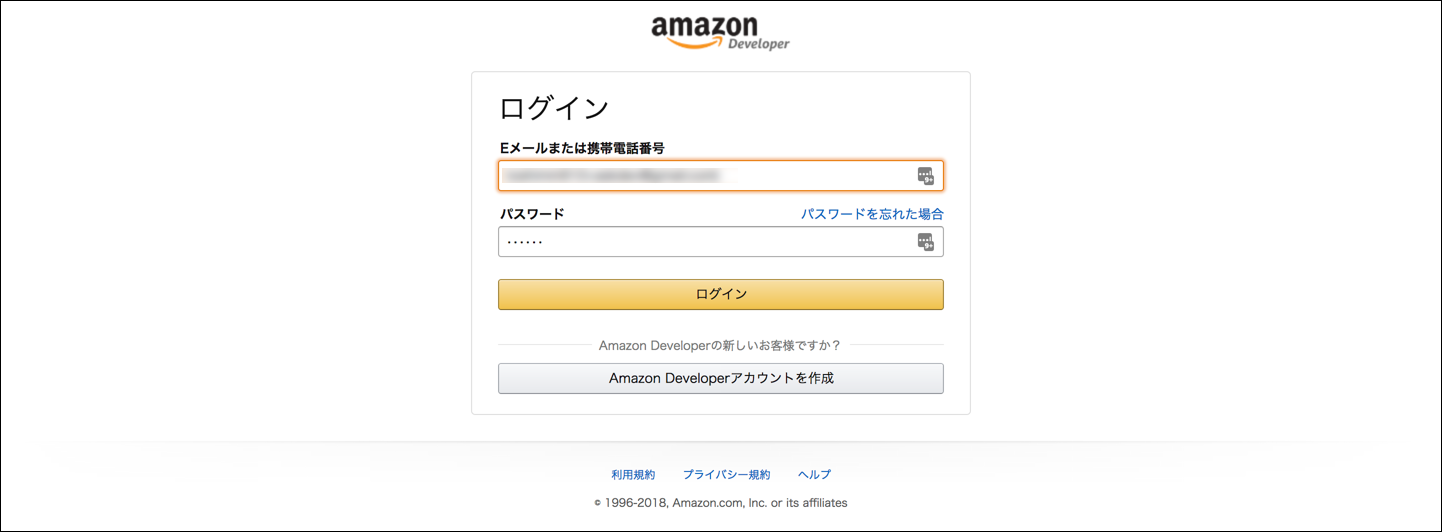 amazon
Developer
ログイン
Eメールまたは携帯電話番号
パスワード パスワードを忘れた場合
······
ログイン
Amazon Developerの新しいお客様ですか？
Amazon Developerアカウントを作成
利用規約 プライバシー規約 ヘルプ
© 1996-2018, Amazon.com, Inc. or its affiliates